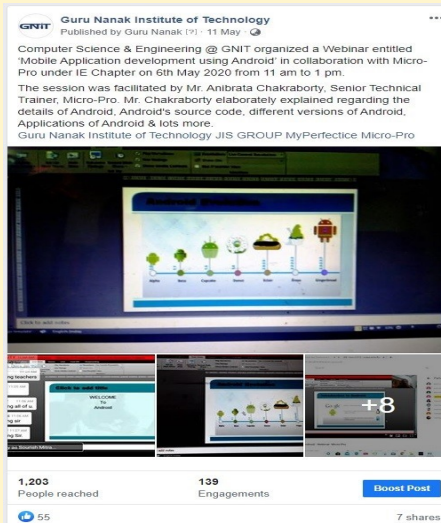 GNIT
Guru Nanak Institute of Technology
Published by Guru Nanak [?] · 11 May ·
Computer Science & Engineering @ GNIT organized a Webinar entitled
'Mobile Application development using Android' in collaboration with Micro-
Pro under IE Chapter on 6th May 2020 from 11 am to 1 pm.
The session was facilitated by Mr. Anibrata Chakraborty, Senior Technical
Trainer, Micro-Pro. Mr. Chakraborty elaborately explained regarding the
details of Android, Android's source code, different versions of Android,
Applications of Android & lots more.
Guru Nanak Institute of Technology JIS GROUP MyPerfectice Micro-Pro
Click to add notes
Click to add title
WELCOME
To
Android
+8
1,203
People reached
139
Engagements
Boost Post
55
7 shares